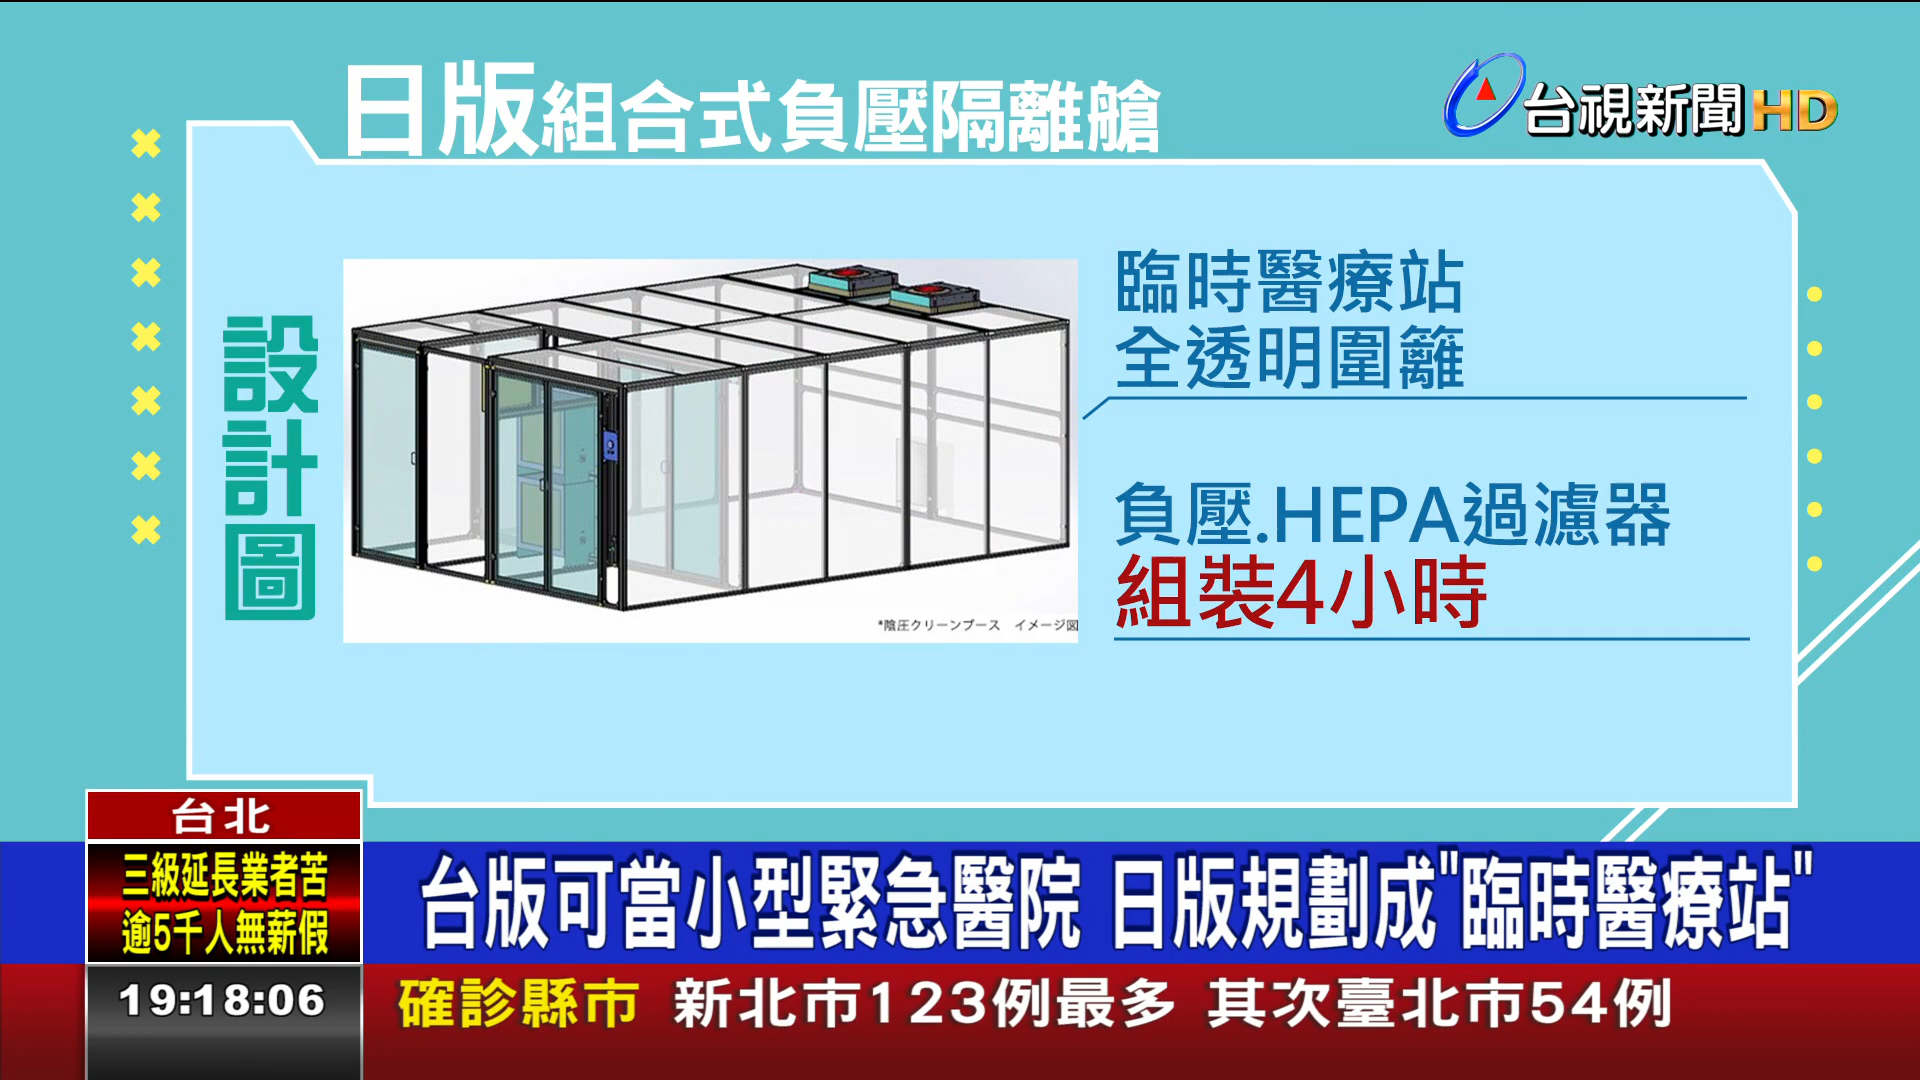 日版組合式負壓隔離艙
台視新聞HD
設計圖
臨時醫療站
全透明圍籬
負壓.HEPA過濾器
組裝4小時
*陰圧クリーンブース イメージ図
台北
三級延長業者苦
逾5千人無薪假
台版可當小型緊急醫院 日版規劃成"臨時醫療站"
19:18:06
確診縣市 新北市123例最多 其次臺北市54例